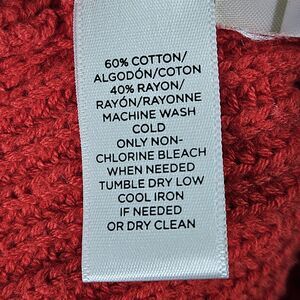 60% COTTON/
ALGODÓN/COTON
40% RAYON/
RAYÓN/RAYONNE
MACHINE WASH
COLD
ONLY NON-
CHLORINE BLEACH
WHEN NEEDED
TUMBLE DRY LOW
COOL IRON
IF NEEDED
OR DRY CLEAN